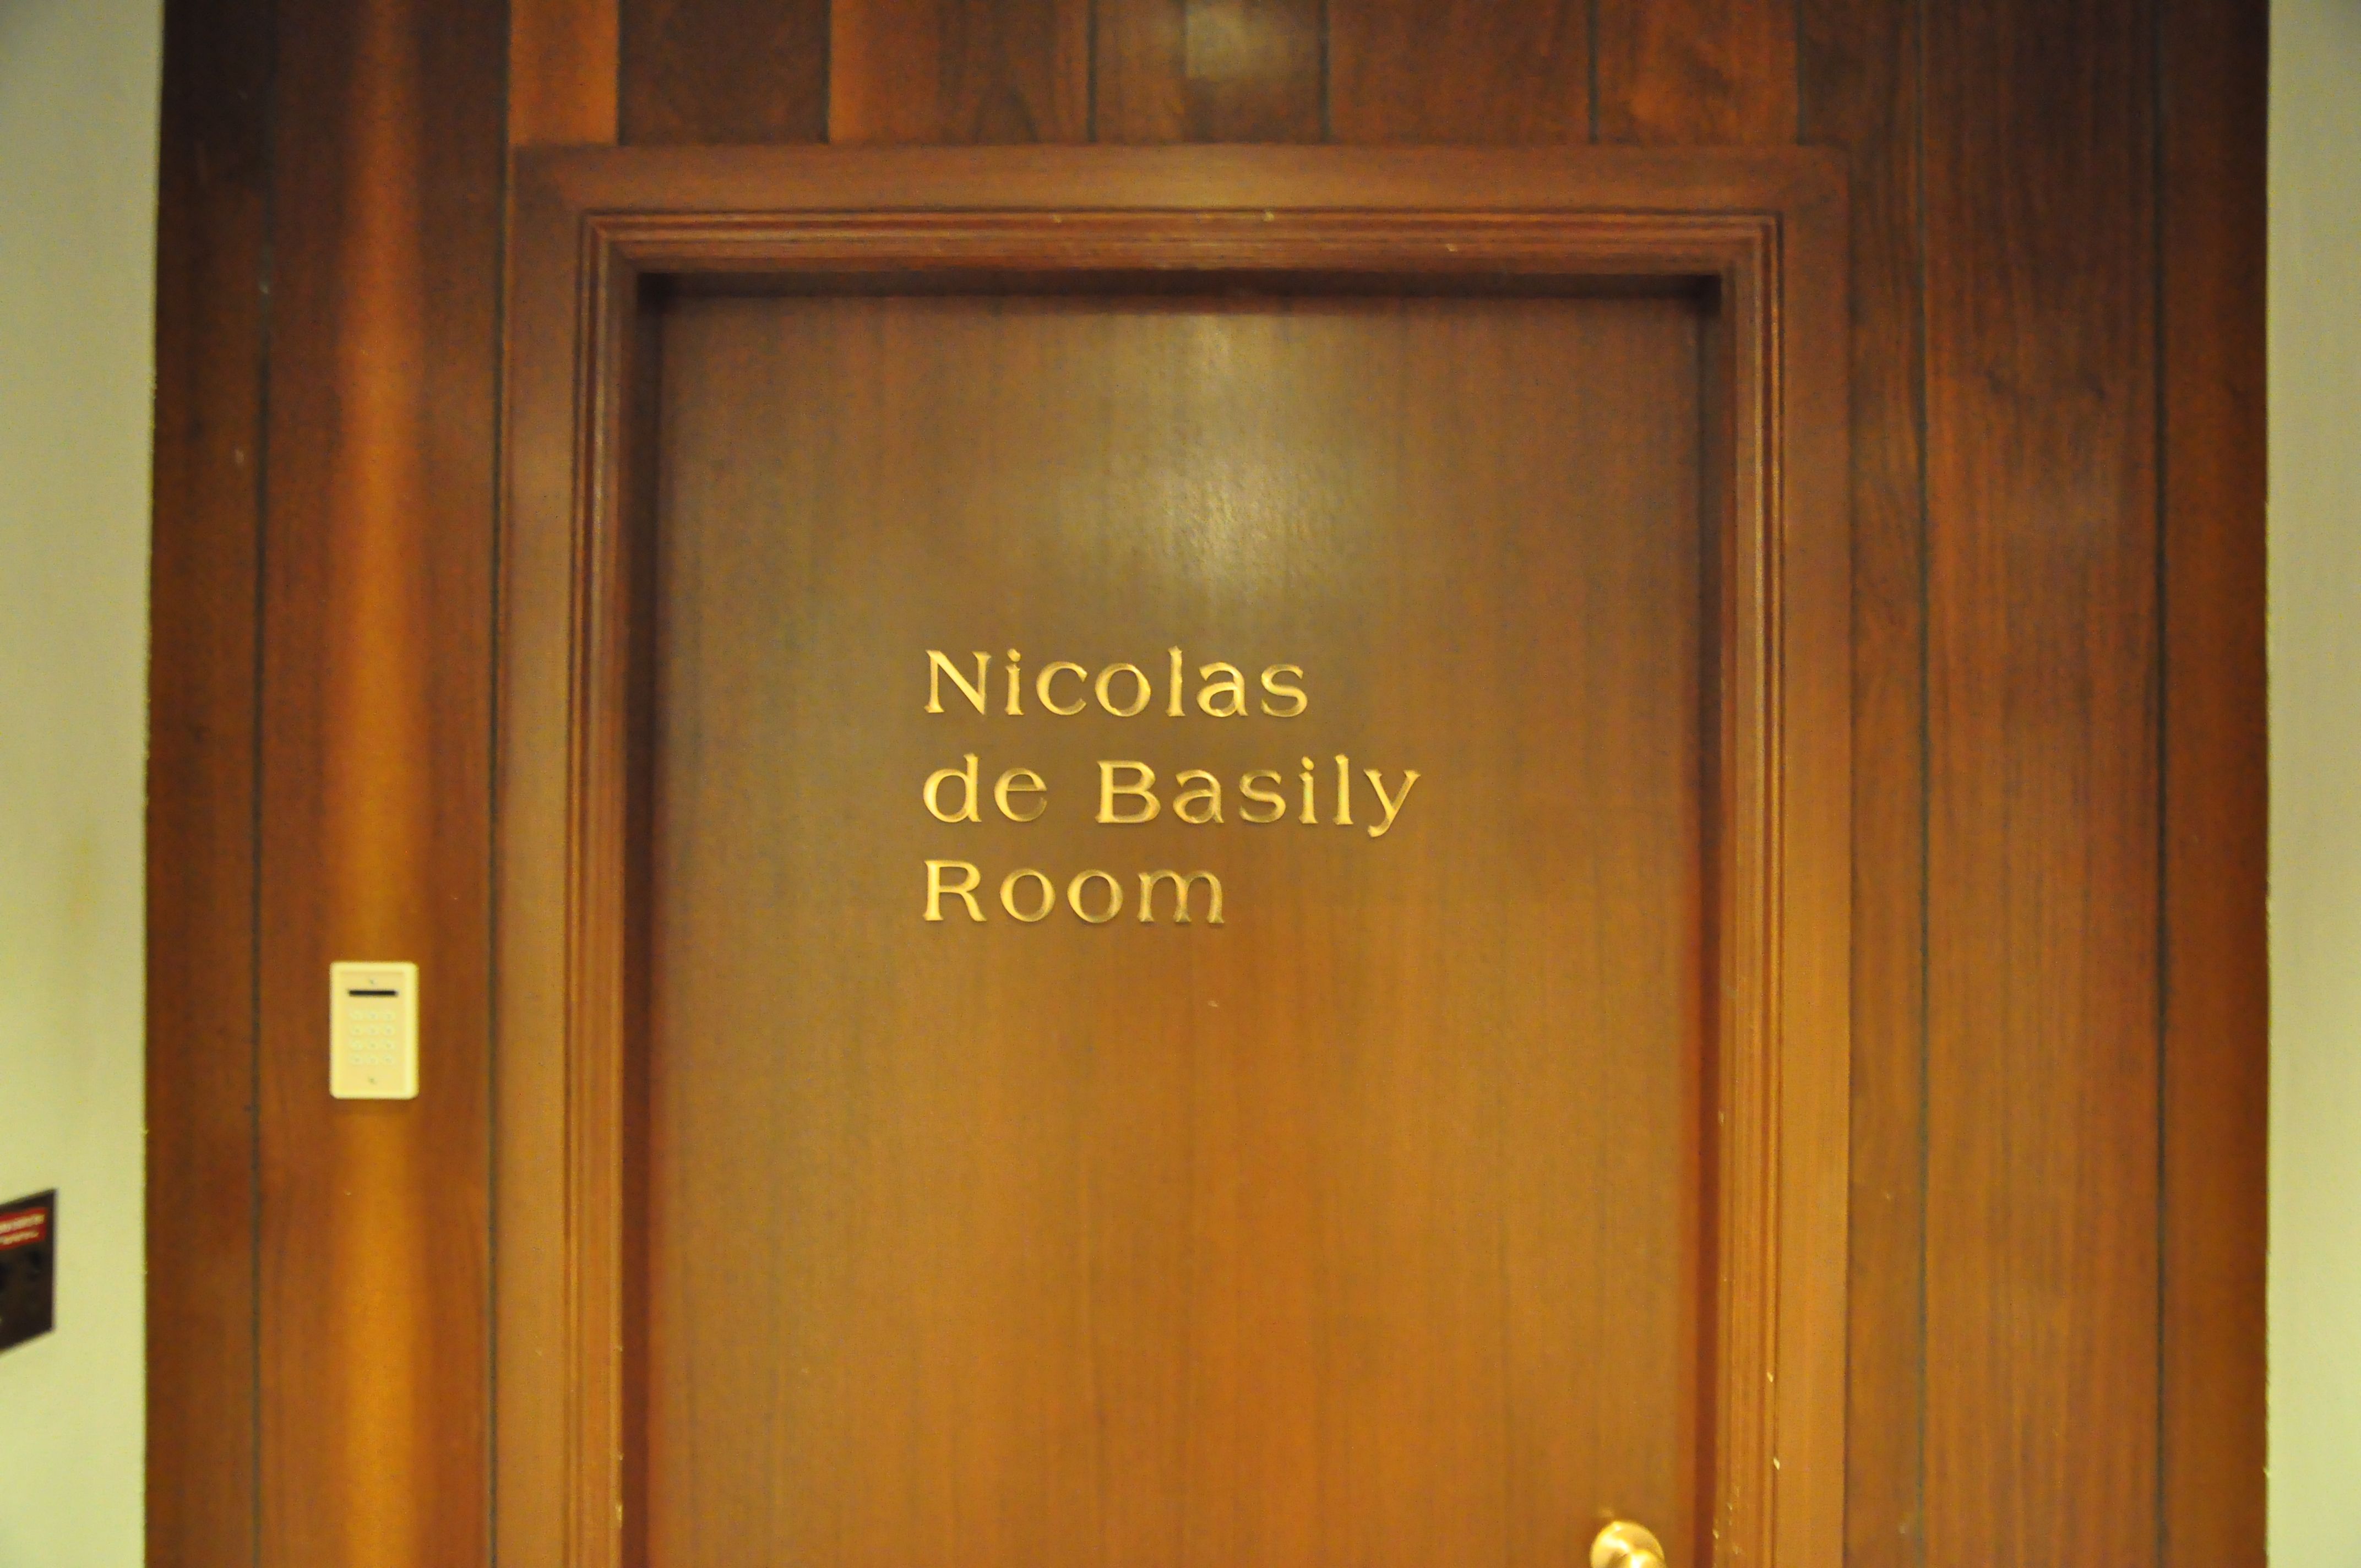 Nicolas
de Basily
Room